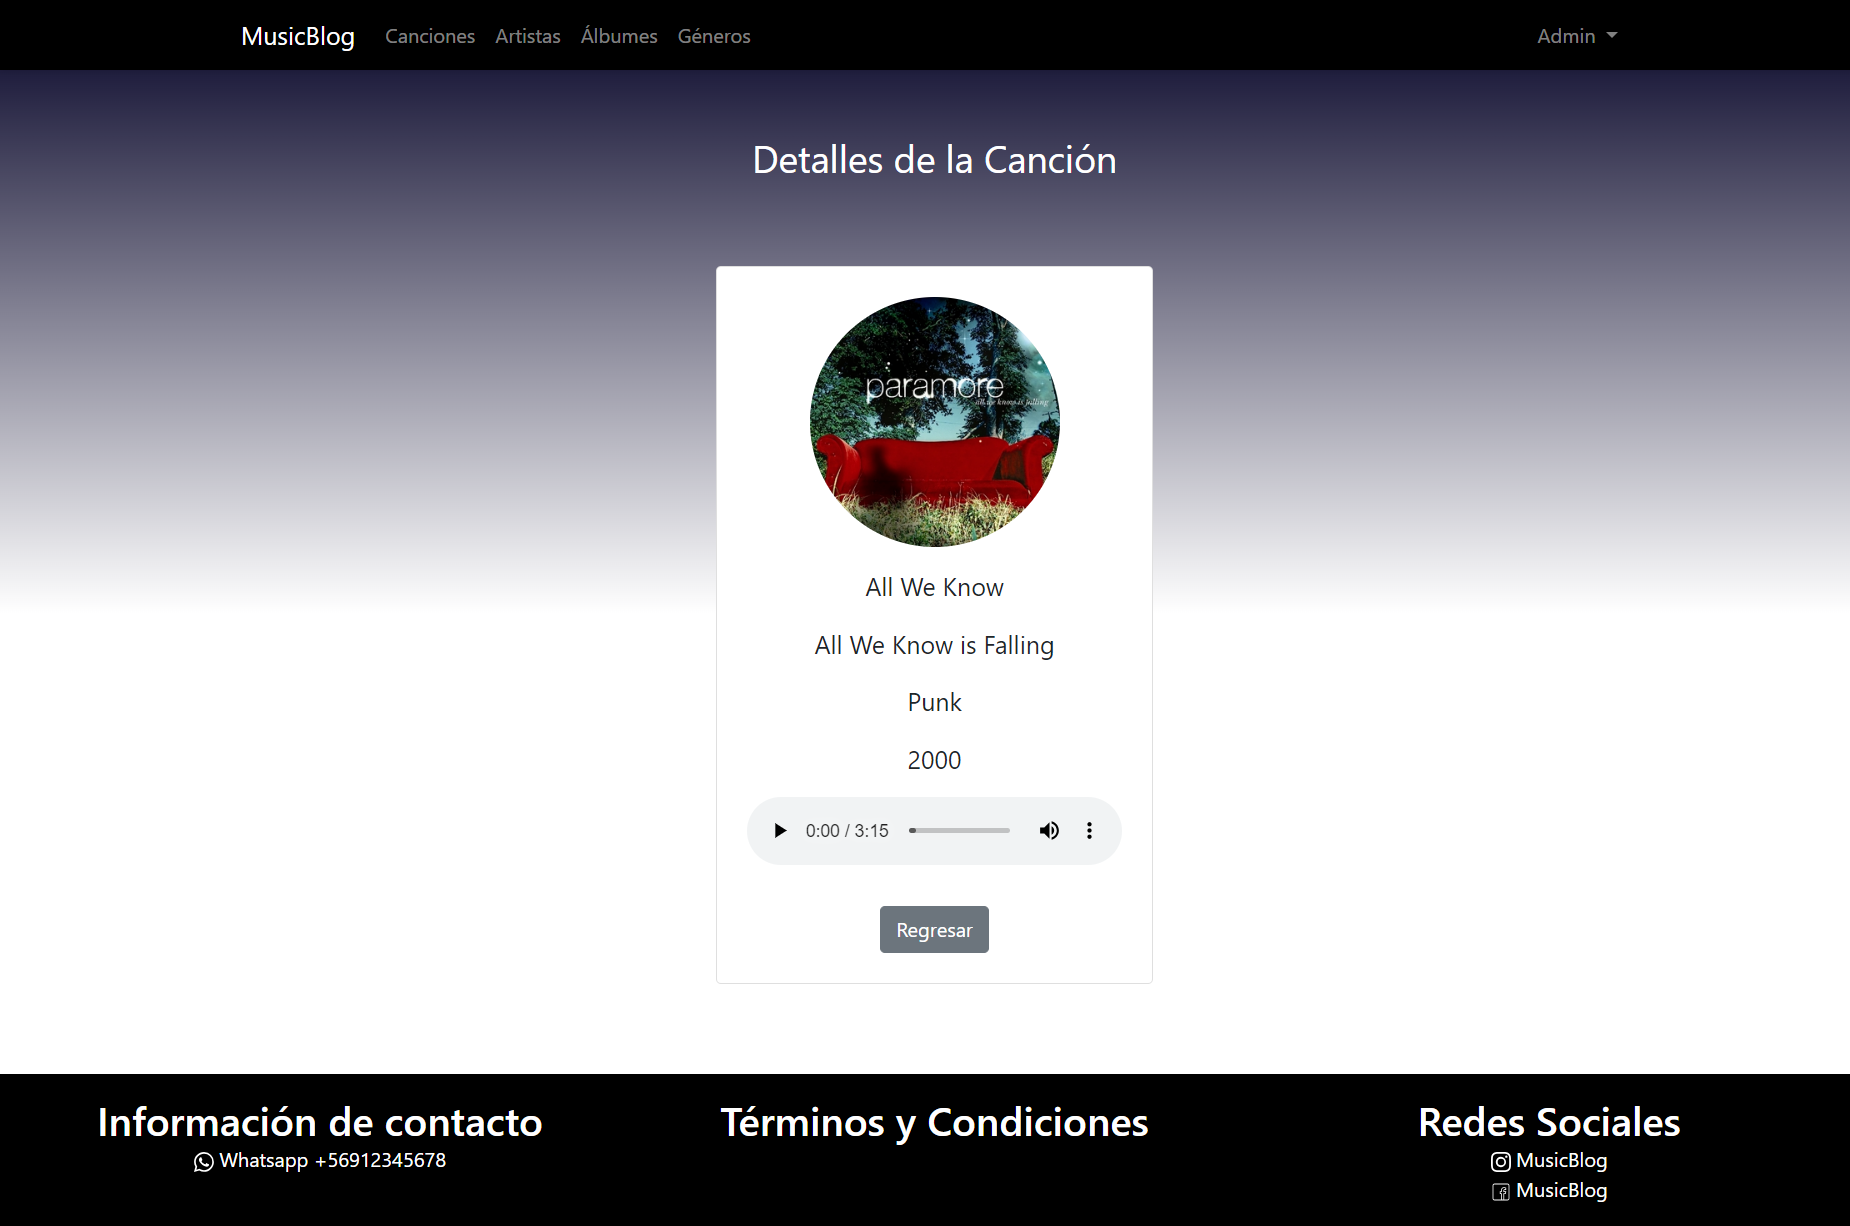 MusicBlog Canciones Artistas Álbumes Géneros Admin
Detalles de la Canción
paramore
all we know is falling
All We Know
All We Know is Falling
Punk
2000
0:00 / 3:15
Regresar
Información de contacto
Whatsapp +56912345678
Términos y Condiciones
Redes Sociales
MusicBlog
MusicBlog